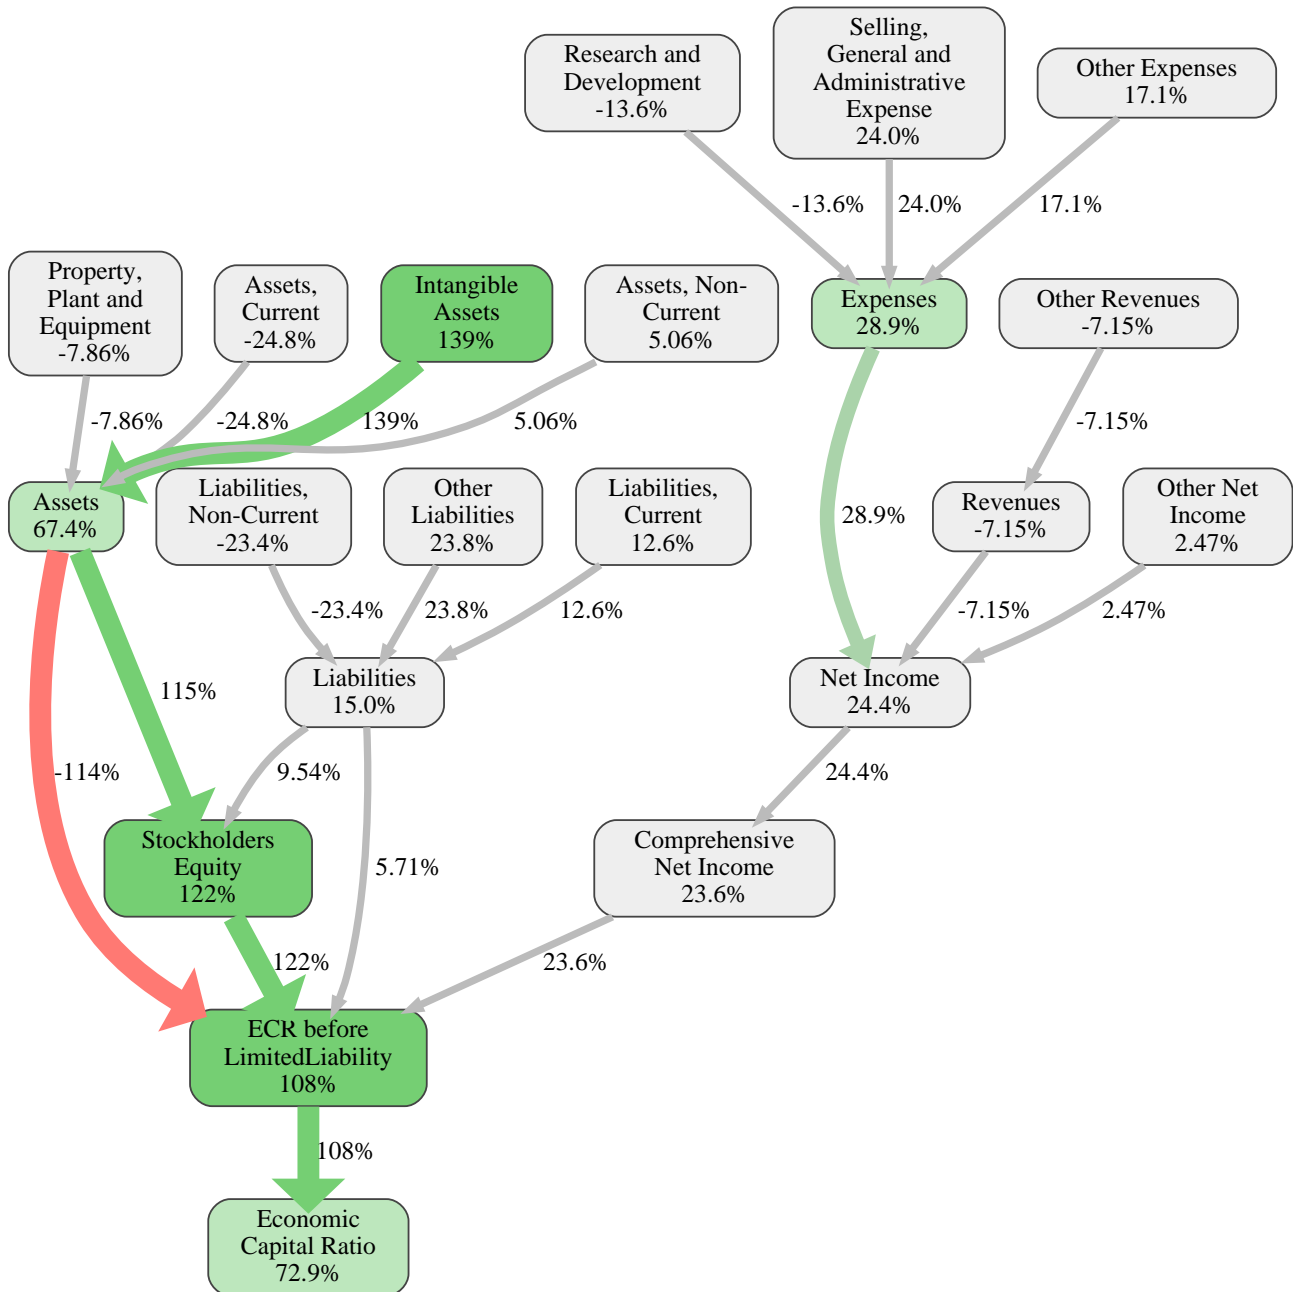 Research and
Development
-13.6%
Selling,
General and
Administrative
Expense
24.0%
Other Expenses
17.1%
-13.6%
24.0%
17.1%
Property,
Plant and
Equipment
-7.86%
Assets,
Current
-24.8%
Intangible
Assets
139%
Assets, Non-
Current
5.06%
Expenses
28.9%
Other Revenues
-7.15%
-7.86%
-24.8%
139%
5.06%
-7.15%
Assets
67.4%
Liabilities,
Non-Current
-23.4%
Other
Liabilities
23.8%
Liabilities,
Current
12.6%
28.9%
Revenues
-7.15%
Other Net
Income
2.47%
-23.4%
23.8%
12.6%
-7.15%
2.47%
115%
Liabilities
15.0%
Net Income
24.4%
-114%
9.54%
24.4%
Stockholders
Equity
122%
5.71%
Comprehensive
Net Income
23.6%
122%
23.6%
ECR before
LimitedLiability
108%
108%
Economic
Capital Ratio
72.9%